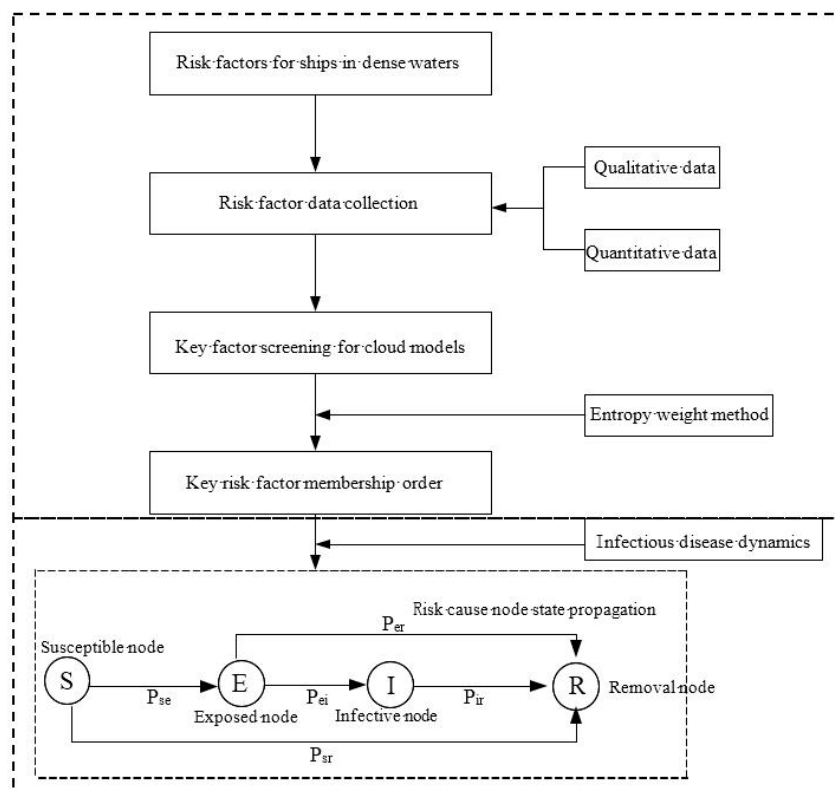 Risk factors for ships in dense waters
Qualitative data
Risk factor data collection
Quantitative data
Key factor screening for cloud models
Entropy weight method
Key risk factor membership order
Infectious disease dynamics
Risk cause node state propagation
Per
Susceptible node
S
E
I
R
Removal node
Pse
Pei
Pir
Exposed node
Infective node
Psr